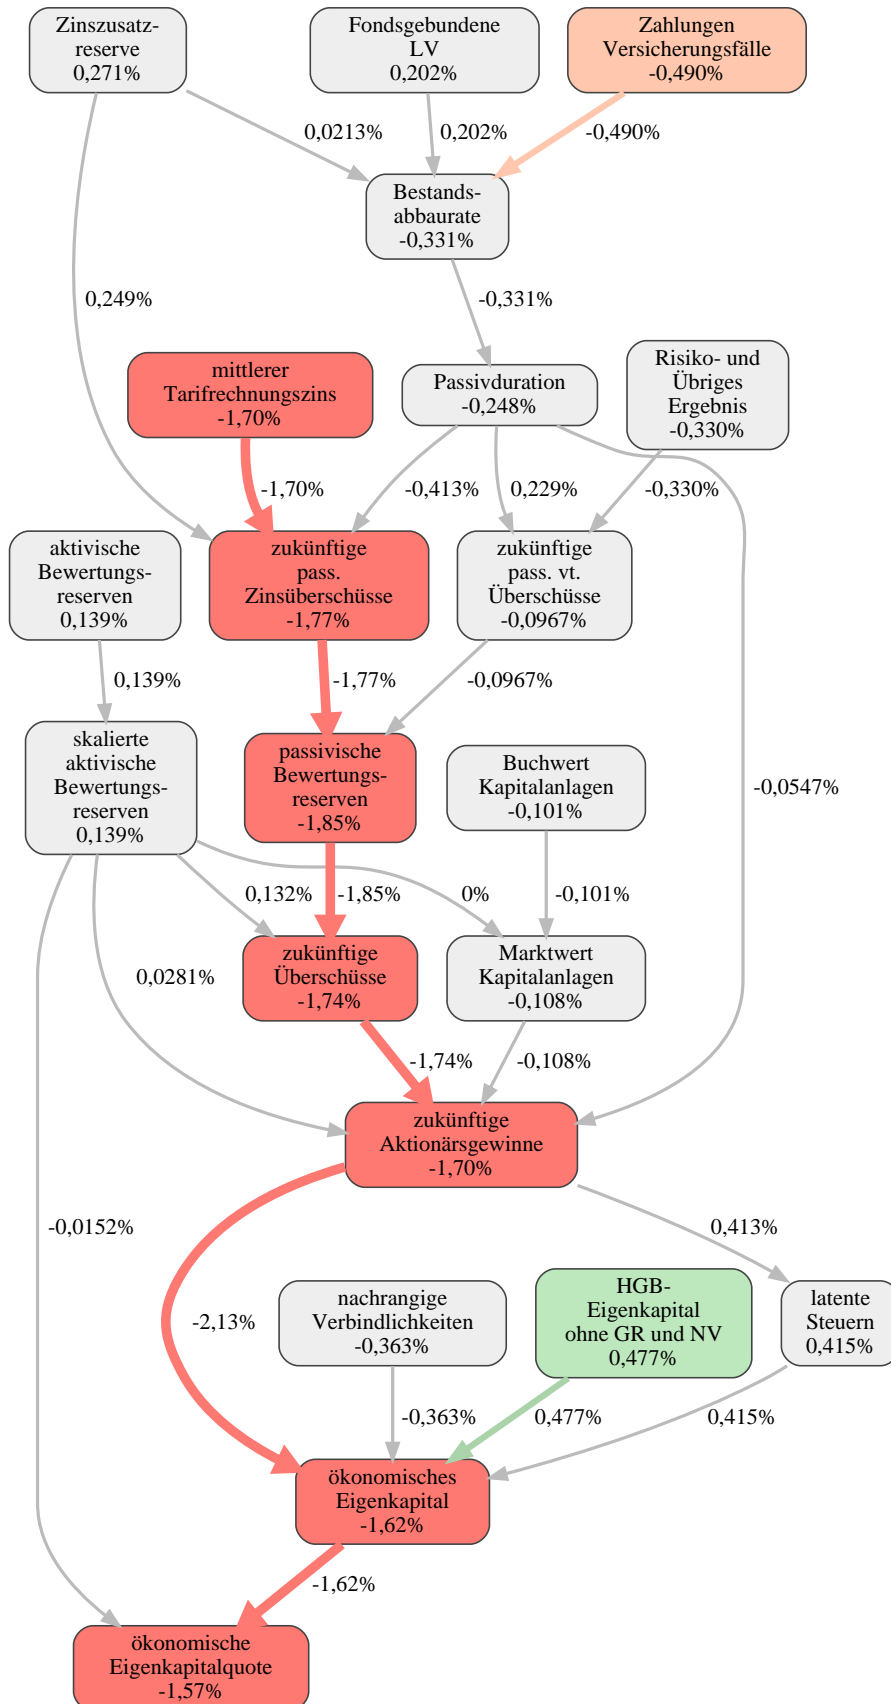 Zinszusatz-
reserve
0,271%
Fondsgebundene
LV
0,202%
Zahlungen
Versicherungsfälle
-0,490%
0,0213%
0,202%
-0,490%
Bestands-
abbaurate
-0,331%
0,249%
-0,331%
mittlerer
Tarifrechnungszins
-1,70%
Passivduration
-0,248%
Risiko- und
Übriges
Ergebnis
-0,330%
-1,70%
-0,413%
0,229%
-0,330%
aktivische
Bewertungs-
reserven
0,139%
zukünftige
pass.
Zinsüberschüsse
-1,77%
zukünftige
pass. vt.
Überschüsse
-0,0967%
0,139%
-1,77%
-0,0967%
skalierte
aktivische
Bewertungs-
reserven
0,139%
passivische
Bewertungs-
reserven
-1,85%
Buchwert
Kapitalanlagen
-0,101%
-0,0547%
0,132%
-1,85%
0%
-0,101%
0,0281%
zukünftige
Überschüsse
-1,74%
Marktwert
Kapitalanlagen
-0,108%
-1,74%
-0,108%
zukünftige
Aktionärsgewinne
-1,70%
-0,0152%
0,413%
-2,13%
nachrangige
Verbindlichkeiten
-0,363%
HGB-
Eigenkapital
ohne GR und NV
0,477%
latente
Steuern
0,415%
-0,363%
0,477%
0,415%
ökonomisches
Eigenkapital
-1,62%
-1,62%
ökonomische
Eigenkapitalquote
-1,57%